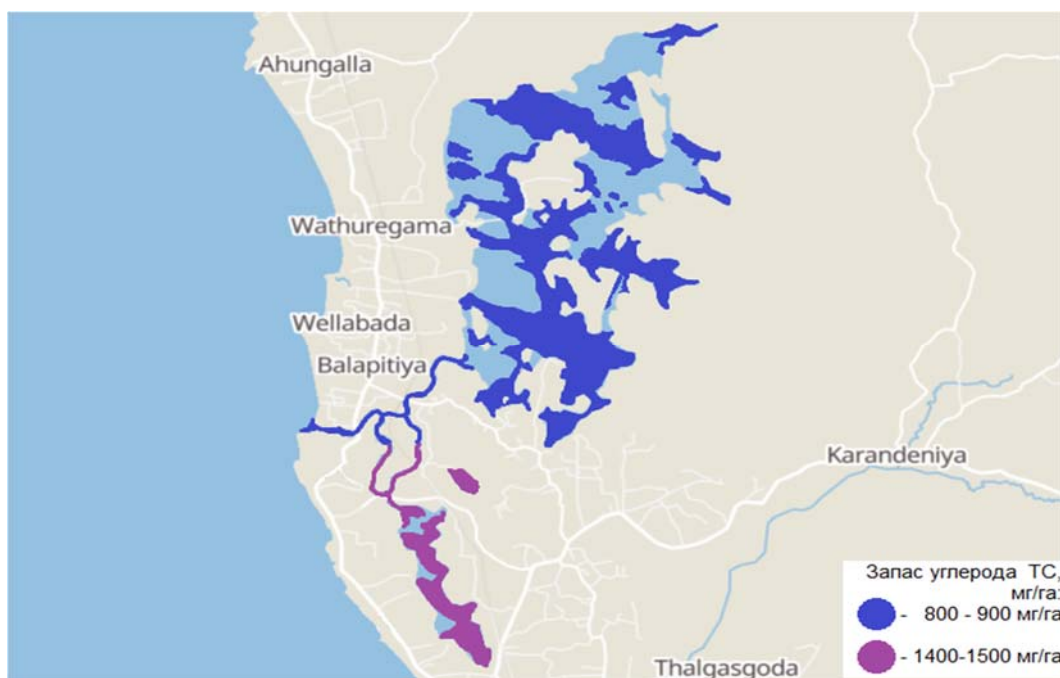 Ahungalla
Wathuregama
Wellabada
Balapitiya
Karandeniya
Запас углерода ТС,
мг/га:
- 800 - 900 мг/га
- 1400-1500 мг/га
Thalgasgoda